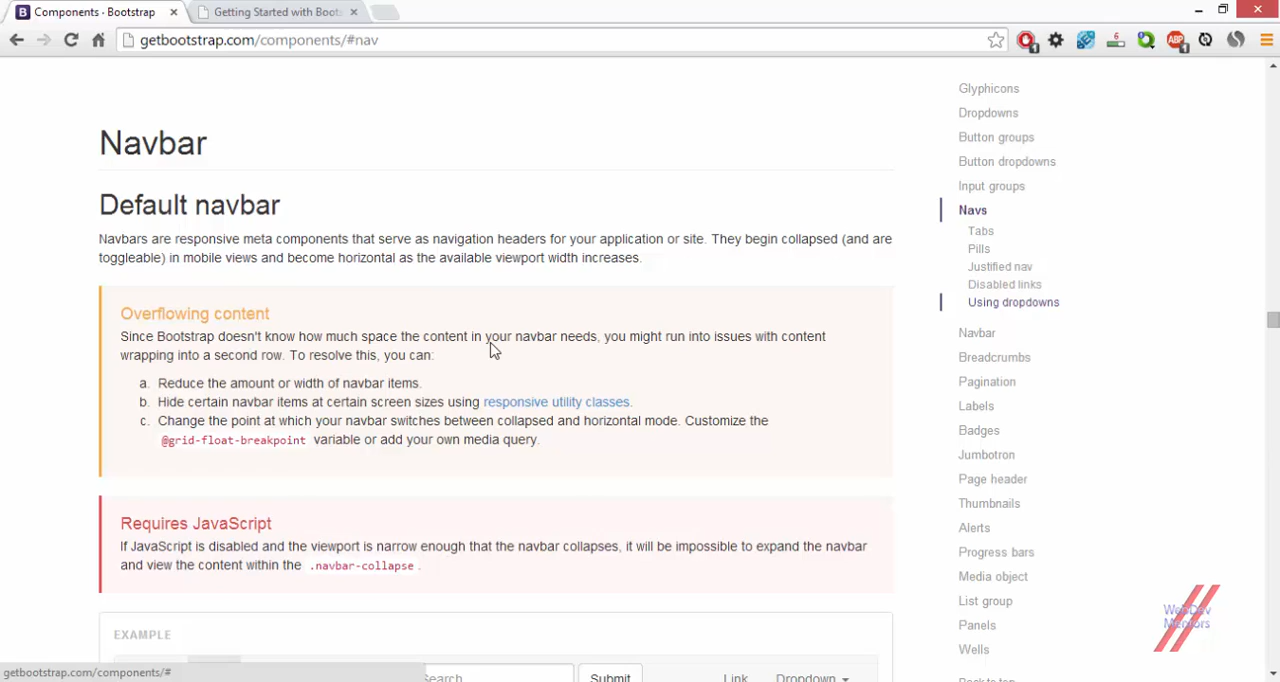 Components · Bootstrap
Getting Started with Boots
getbootstrap.com/components/#nav
Navbar
Default navbar
Navbars are responsive meta components that serve as navigation headers for your application or site. They begin collapsed (and are
toggleable) in mobile views and become horizontal as the available viewport width increases.
Overflowing content
Since Bootstrap doesn't know how much space the content in your navbar needs, you might run into issues with content
wrapping into a second row. To resolve this, you can:
a. Reduce the amount or width of navbar items.
b. Hide certain navbar items at certain screen sizes using responsive utility classes.
c. Change the point at which your navbar switches between collapsed and horizontal mode. Customize the
@grid-float-breakpoint variable or add your own media query.
Requires JavaScript
If JavaScript is disabled and the viewport is narrow enough that the navbar collapses, it will be impossible to expand the navbar
and view the content within the .navbar-collapse.
EXAMPLE
Search
Submit
Link
Dropdown
getbootstrap.com/components/#
Glyphicons
Dropdowns
Button groups
Button dropdowns
Input groups
Navs
Tabs
Pills
Justified nav
Disabled links
Using dropdowns
Navbar
Breadcrumbs
Pagination
Labels
Badges
Jumbotron
Page header
Thumbnails
Alerts
Progress bars
Media object
List group
Panels
Wells
Back to top
WebDev
Mentors
6
1
ABP
1